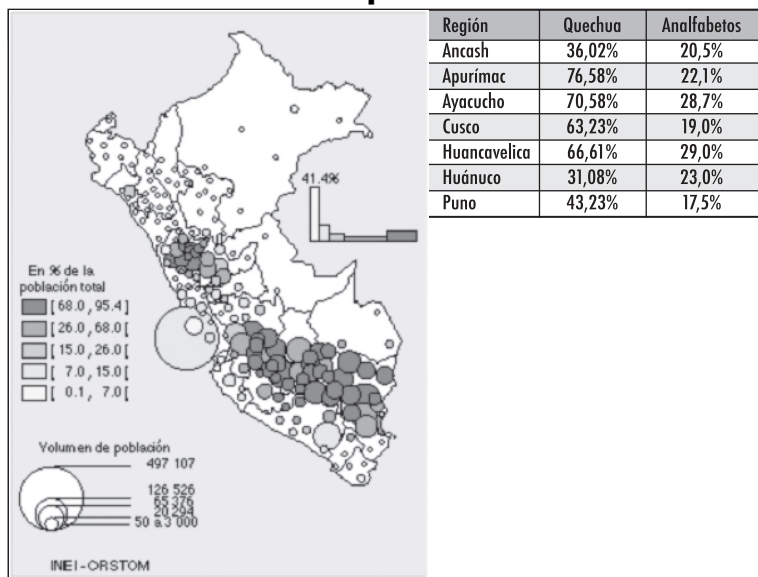 Región Quechua Analfabetos
Ancash 36,02% 20,5%
Apurímac 76,58% 22,1%
Ayacucho 70,58% 28,7%
Cusco 63,23% 19,0%
Huancavelica 66,61% 29,0%
Huánuco 31,08% 23,0%
Puno 43,23% 17,5%
41.4%
En % de la
población total
[ 68.0 , 95.4 ]
[ 26.0 , 68.0 [
[ 15.0 , 26.0 [
[ 7.0 , 15.0 [
[ 0.1 , 7.0 [
Volumen de población
497 107
126 526
65 376
20 294
50 a 3 000
INEI-ORSTOM